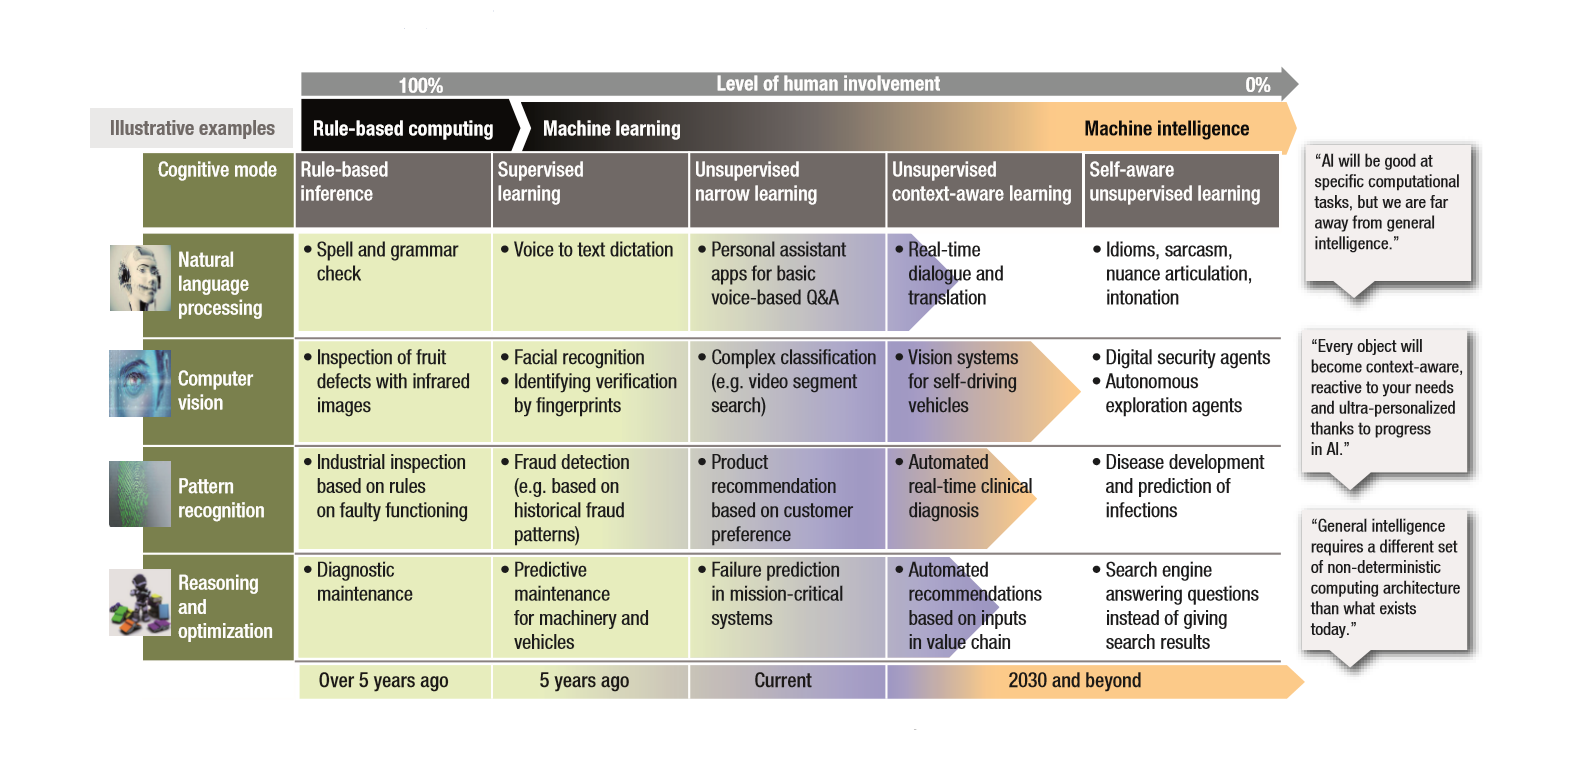 100% Level of human involvement 0%
Illustrative examples
Rule-based computing
Machine learning
Machine intelligence
Cognitive mode
Rule-based
inference
Supervised
learning
Unsupervised
narrow learning
Unsupervised
context-aware learning
Self-aware
unsupervised learning
Natural
language
processing
• Spell and grammar
check
• Voice to text dictation
• Personal assistant
apps for basic
voice-based Q&A
• Real-time
dialogue and
translation
• Idioms, sarcasm,
nuance articulation,
intonation
Computer
vision
• Inspection of fruit
defects with infrared
images
• Facial recognition
• Identifying verification
by fingerprints
• Complex classification
(e.g. video segment
search)
• Vision systems
for self-driving
vehicles
• Digital security agents
• Autonomous
exploration agents
Pattern
recognition
• Industrial inspection
based on rules
on faulty functioning
• Fraud detection
(e.g. based on
historical fraud
patterns)
• Product
recommendation
based on customer
preference
• Automated
real-time clinical
diagnosis
• Disease development
and prediction of
infections
Reasoning
and
optimization
• Diagnostic
maintenance
• Predictive
maintenance
for machinery and
vehicles
• Failure prediction
in mission-critical
systems
• Automated
recommendations
based on inputs
in value chain
• Search engine
answering questions
instead of giving
search results
Over 5 years ago
5 years ago
Current
2030 and beyond
“AI will be good at
specific computational
tasks, but we are far
away from general
intelligence.”
“Every object will
become context-aware,
reactive to your needs
and ultra-personalized
thanks to progress
in AI.”
“General intelligence
requires a different set
of non-deterministic
computing architecture
than what exists
today.”